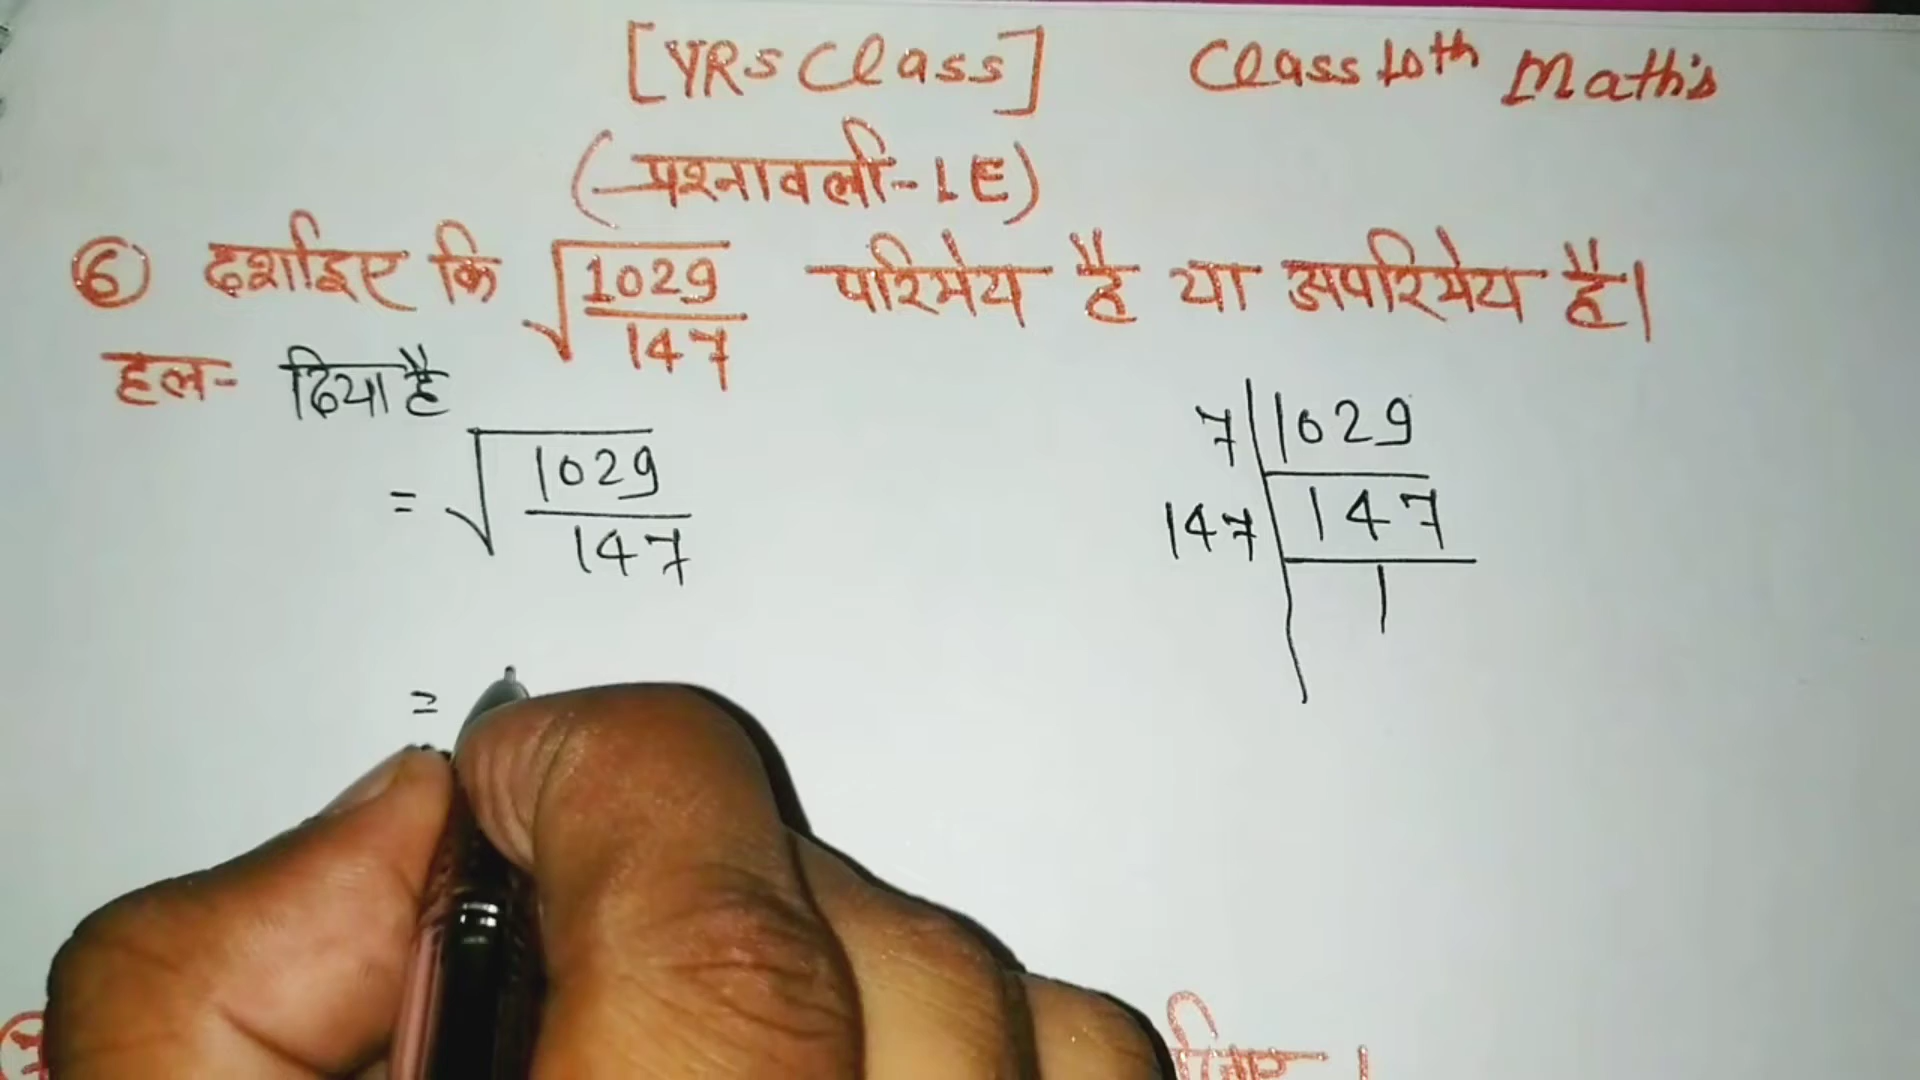 [YRs Class] Class 10th Math's
(प्रश्नावली-1E)
⑥ दर्शाइए कि √1029/147 परिमेय है या अपरिमेय है।
हल- दिया है
= √1029/147
=
7 | 1029
147 | 147
1